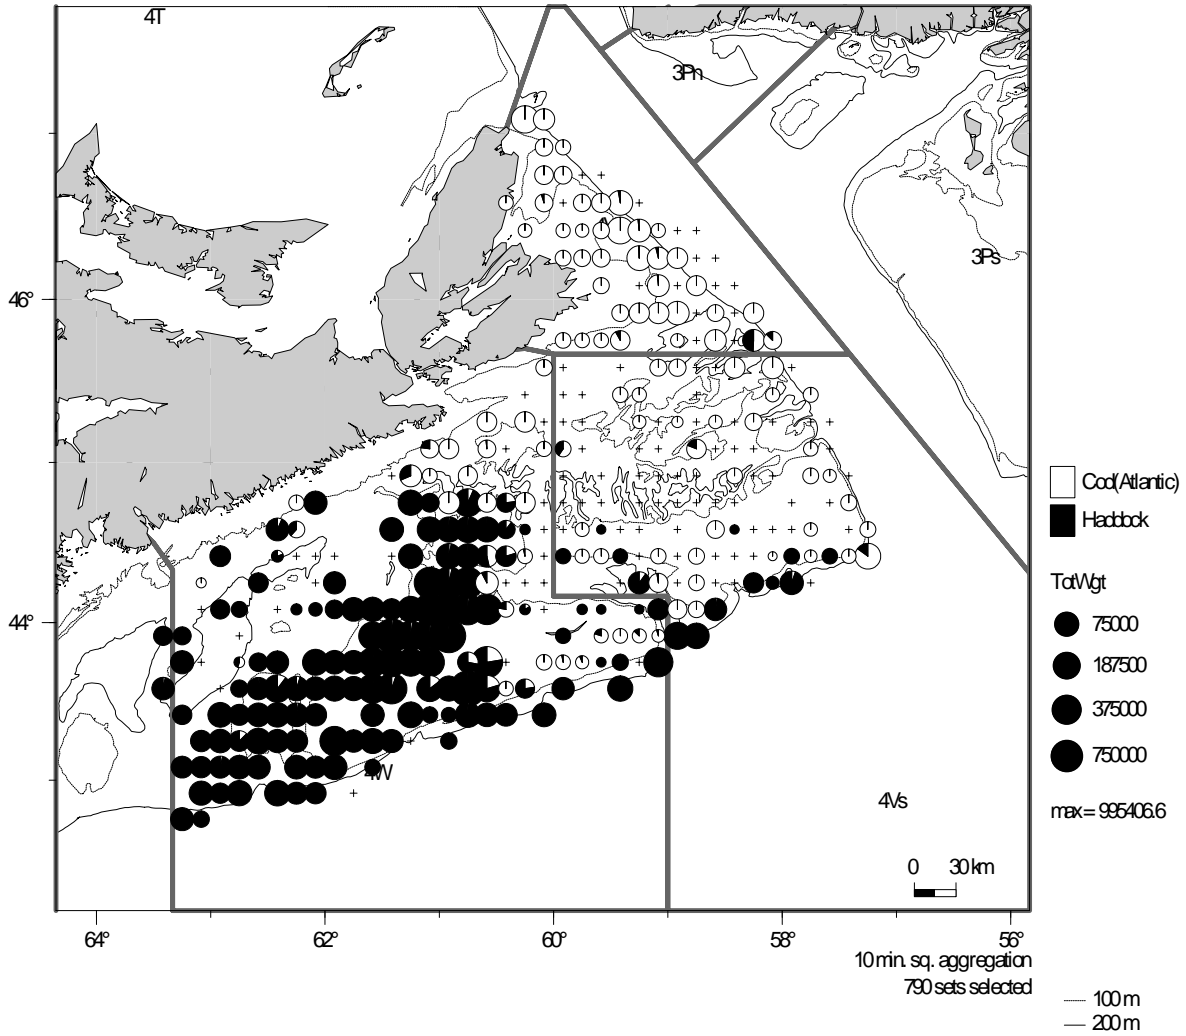 4T
3Pn
3Ps
46°
Cod(Atlantic)
Haddock
TotWgt
75000
44°
187500
375000
750000
4W
4Vs
max = 995406.6
0 30 km
64° 62° 60° 58° 56°
10 min. sq. aggregation
790 sets selected
100 m
200 m